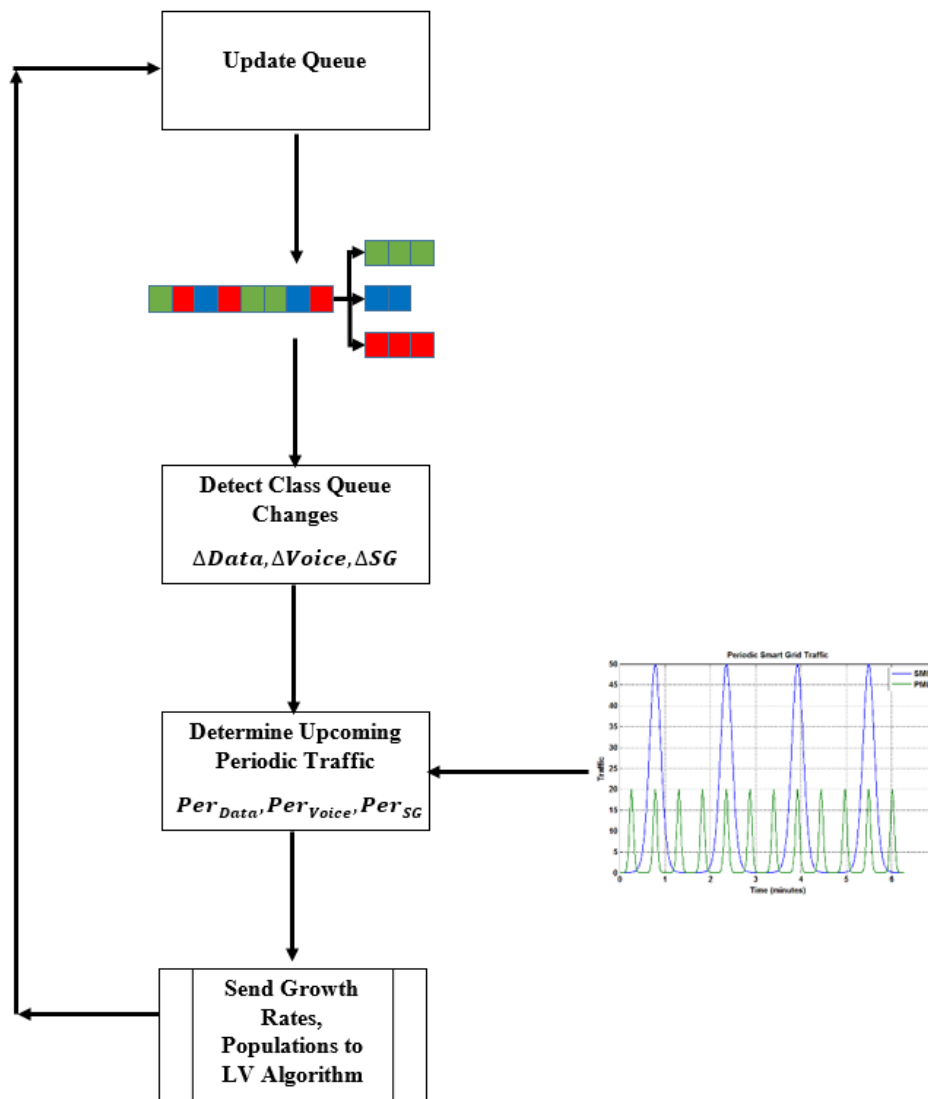 Update Queue
Detect Class Queue
Changes
ΔData, ΔVoice, ΔSG
Determine Upcoming
Periodic Traffic
Per_Data, Per_Voice, Per_SG
Periodic Smart Grid Traffic
Traffic
50
45
40
35
30
25
20
15
10
5
0
0 1 2 3 4 5 6
Time (minutes)
Send Growth
Rates,
Populations to
LV Algorithm